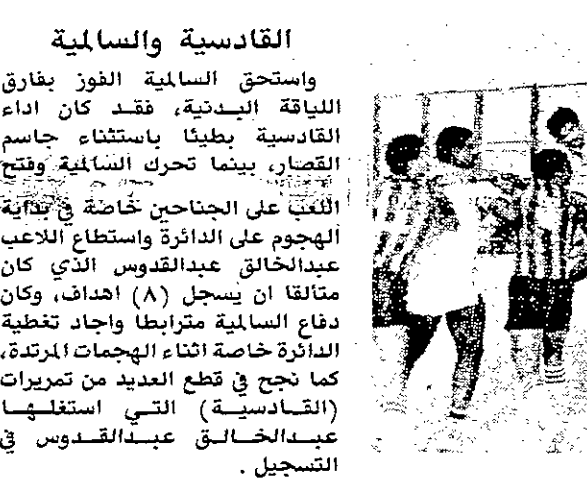 القادسية والسالمية
واستحق السالمية الفوز بفارق
اللياقة البدنية، فقد كان اداء
القادسية بطيئا باستثناء جاسم
القصار، بينما تحرك السالمية وفتح
اللعب على الجناحين خاصة في بداية
الهجوم على الدائرة واستطاع اللاعب
عبدالخالق عبدالقدوس الذي كان
متألقا ان يسجل (٨) اهداف، وكان
دفاع السالمية مترابطا واجاد تغطية
الدائرة خاصة اثناء الهجمات المرتدة،
كما نجح في قطع العديد من تمريرات
(القادسية) التي استغلها
عبدالخالق عبدالقدوس في
التسجيل .